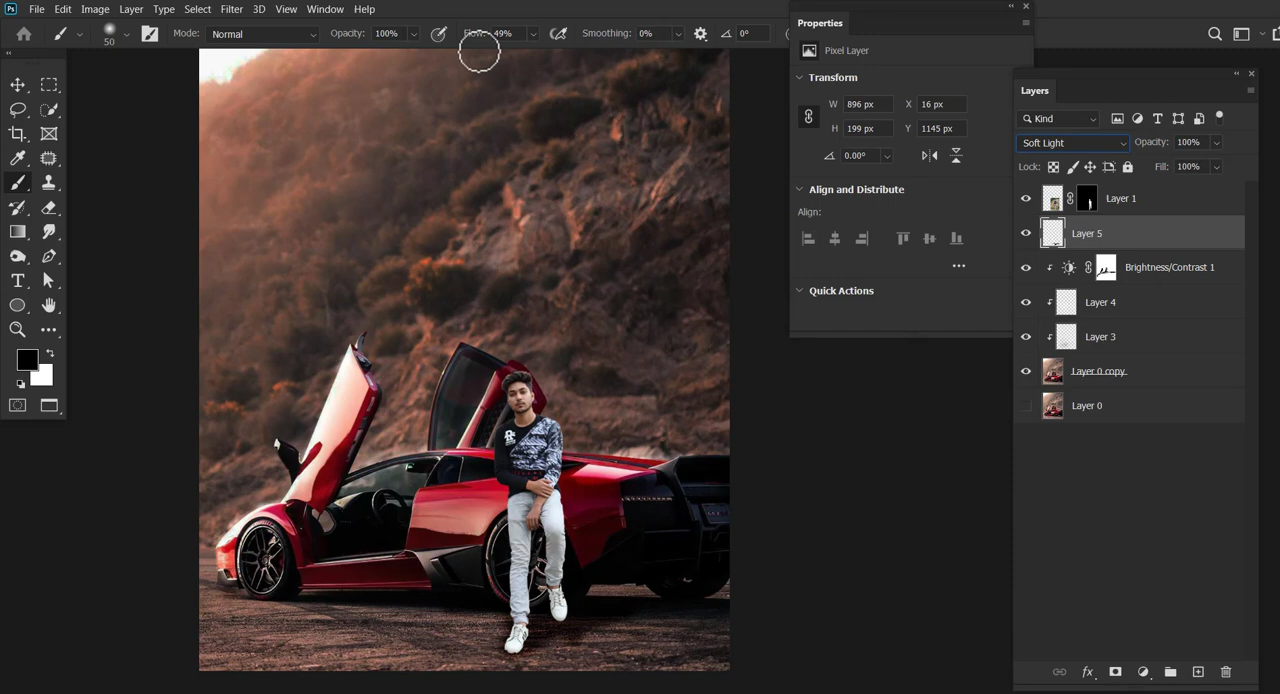 Ps File Edit Image Layer Type Select Filter 3D View Window Help
50 Mode: Normal Opacity: 100% Flow: 49% Smoothing: 0% 0°
Properties
Pixel Layer
Transform
W 896 px X 16 px
H 199 px Y 1145 px
0.00°
Align and Distribute
Align:
Quick Actions
Layers
Kind
Soft Light Opacity: 100%
Lock: Fill: 100%
Layer 1
Layer 5
Brightness/Contrast 1
Layer 4
Layer 3
Layer 0 copy
Layer 0